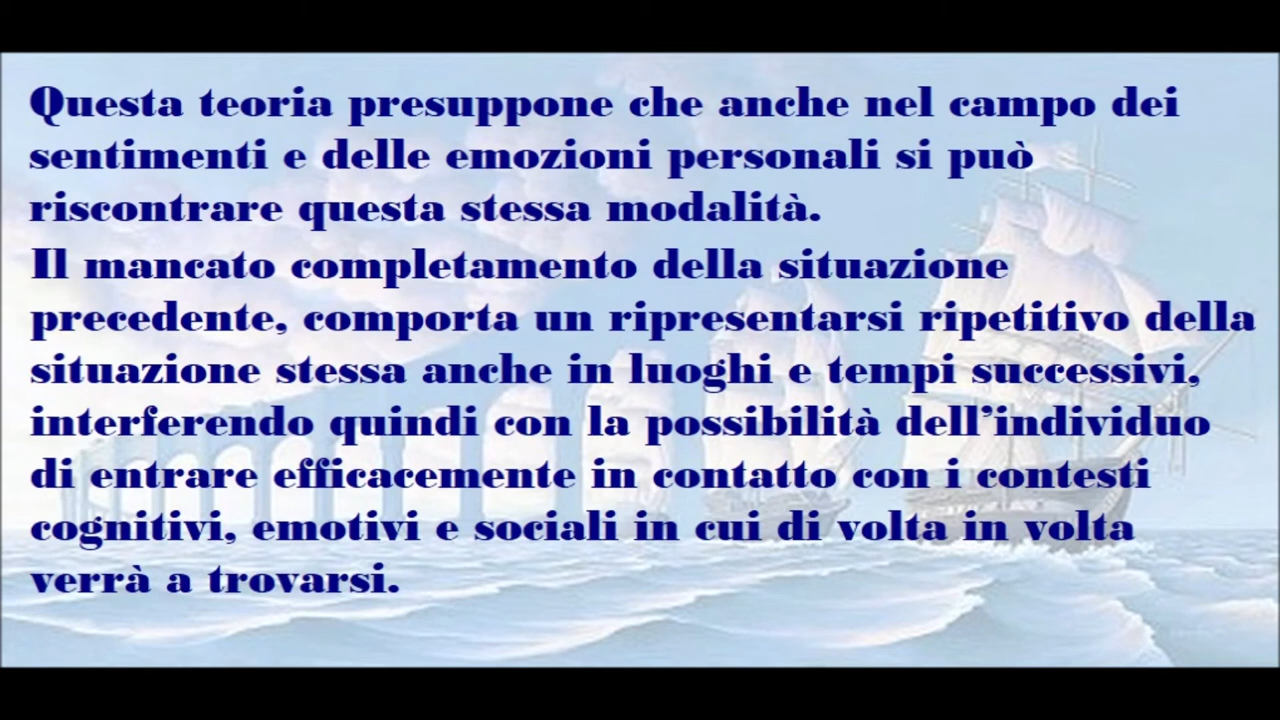 Questa teoria presuppone che anche nel campo dei
sentimenti e delle emozioni personali si può
riscontrare questa stessa modalità.
Il mancato completamento della situazione
precedente, comporta un ripresentarsi ripetitivo della
situazione stessa anche in luoghi e tempi successivi,
interferendo quindi con la possibilità dell’individuo
di entrare efficacemente in contatto con i contesti
cognitivi, emotivi e sociali in cui di volta in volta
verrà a trovarsi.